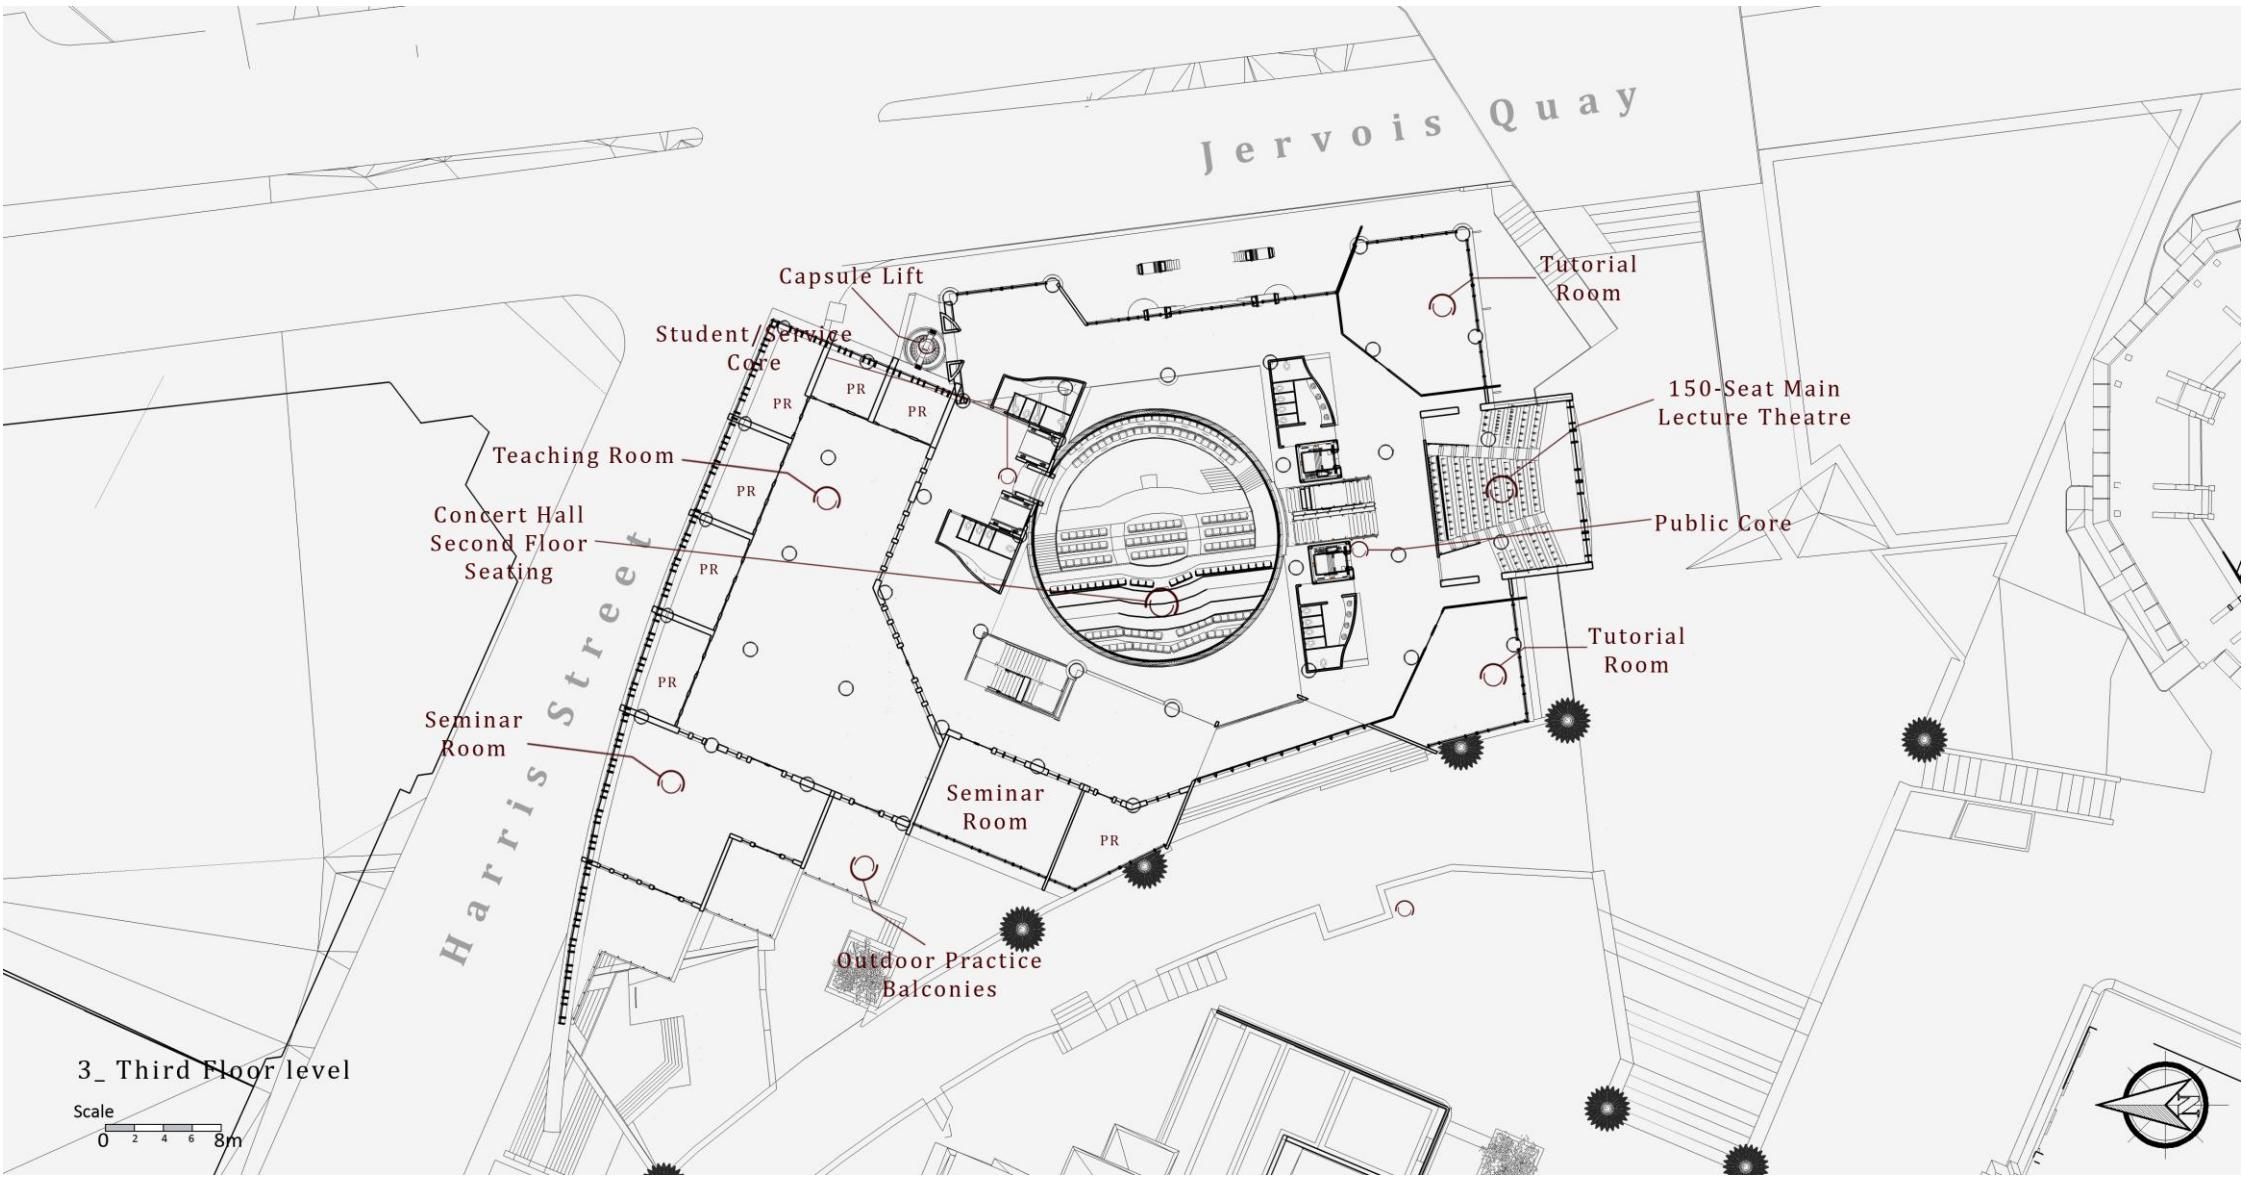 Jervois Quay
Capsule Lift
Tutorial
Room
Student/Service
Core
PR
PR
PR
150-Seat Main
Lecture Theatre
Teaching Room
PR
Concert Hall
Second Floor
Seating
Public Core
PR
Harris Street
Tutorial
Room
PR
Seminar
Room
Seminar
Room
PR
Outdoor Practice
Balconies
3_ Third Floor level
Scale
0 2 4 6 8m
N